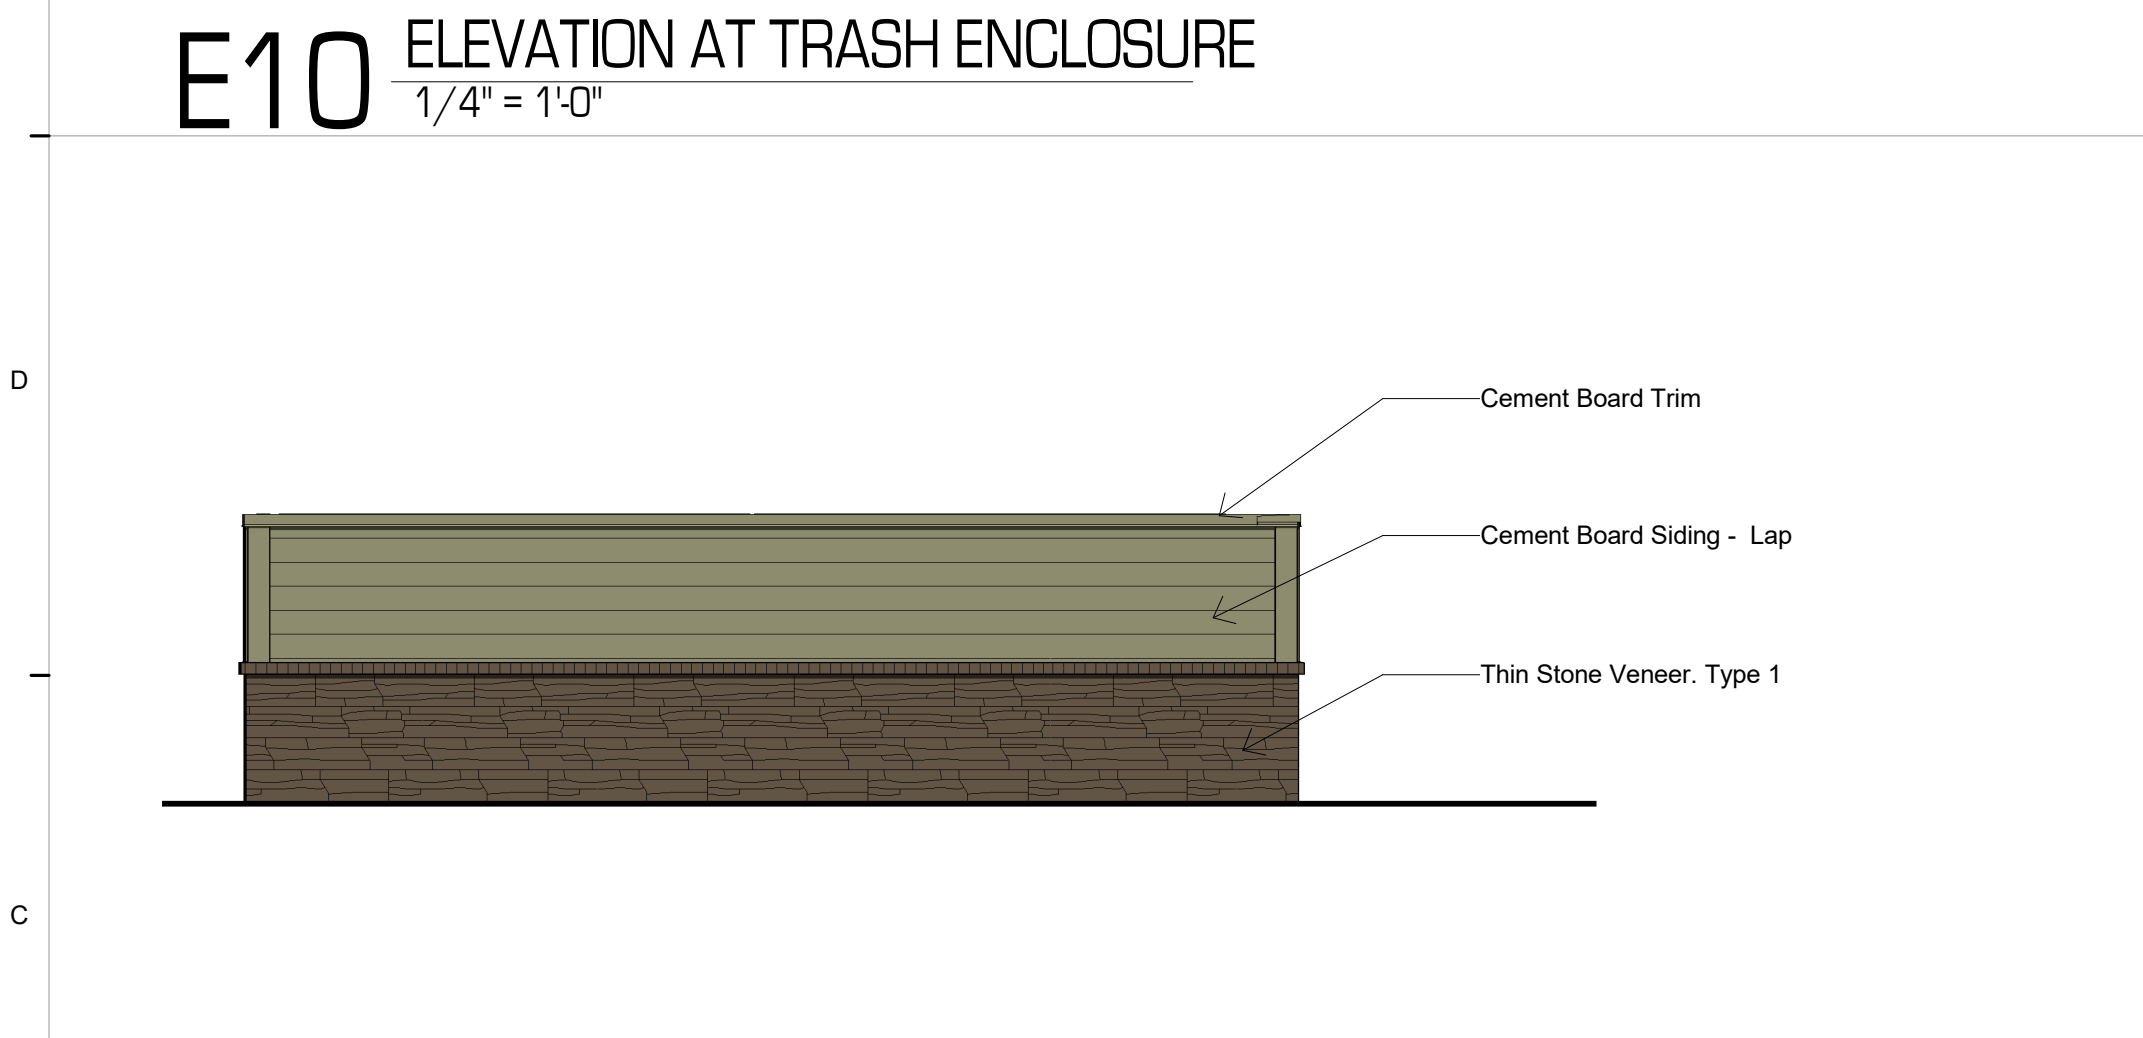 E10
ELEVATION AT TRASH ENCLOSURE
1/4" = 1'-0"
D
Cement Board Trim
Cement Board Siding -  Lap
Thin Stone Veneer. Type 1
C